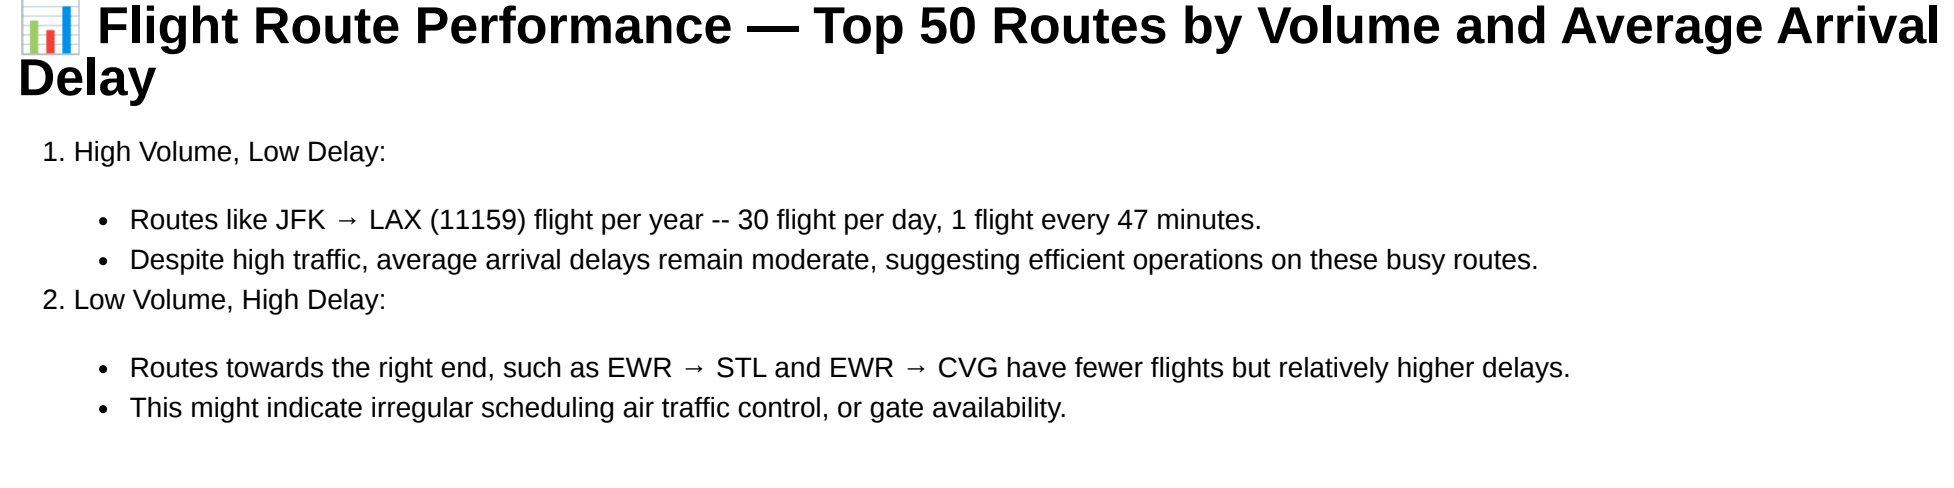 📊 Flight Route Performance — Top 50 Routes by Volume and Average Arrival
Delay
1. High Volume, Low Delay:
• Routes like JFK → LAX (11159) flight per year -- 30 flight per day, 1 flight every 47 minutes.
• Despite high traffic, average arrival delays remain moderate, suggesting efficient operations on these busy routes.
2. Low Volume, High Delay:
• Routes towards the right end, such as EWR → STL and EWR → CVG have fewer flights but relatively higher delays.
• This might indicate irregular scheduling air traffic control, or gate availability.